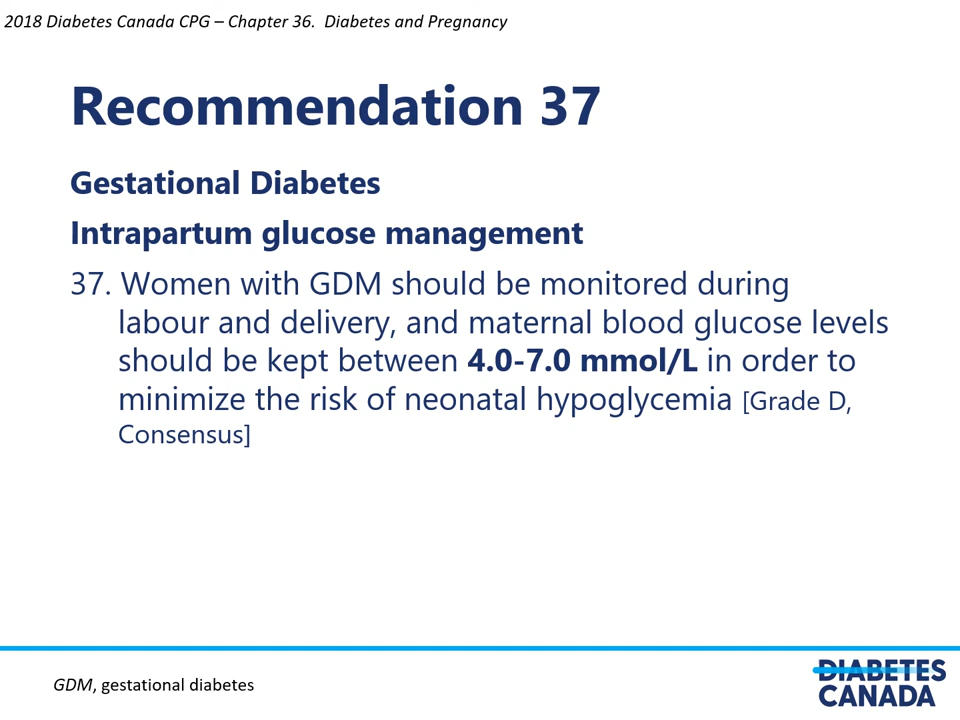 2018 Diabetes Canada CPG – Chapter 36.  Diabetes and Pregnancy
Recommendation 37
Gestational Diabetes
Intrapartum glucose management
37. Women with GDM should be monitored during
labour and delivery, and maternal blood glucose levels
should be kept between 4.0-7.0 mmol/L in order to
minimize the risk of neonatal hypoglycemia [Grade D,
Consensus]
GDM, gestational diabetes
DIABETES
CANADA